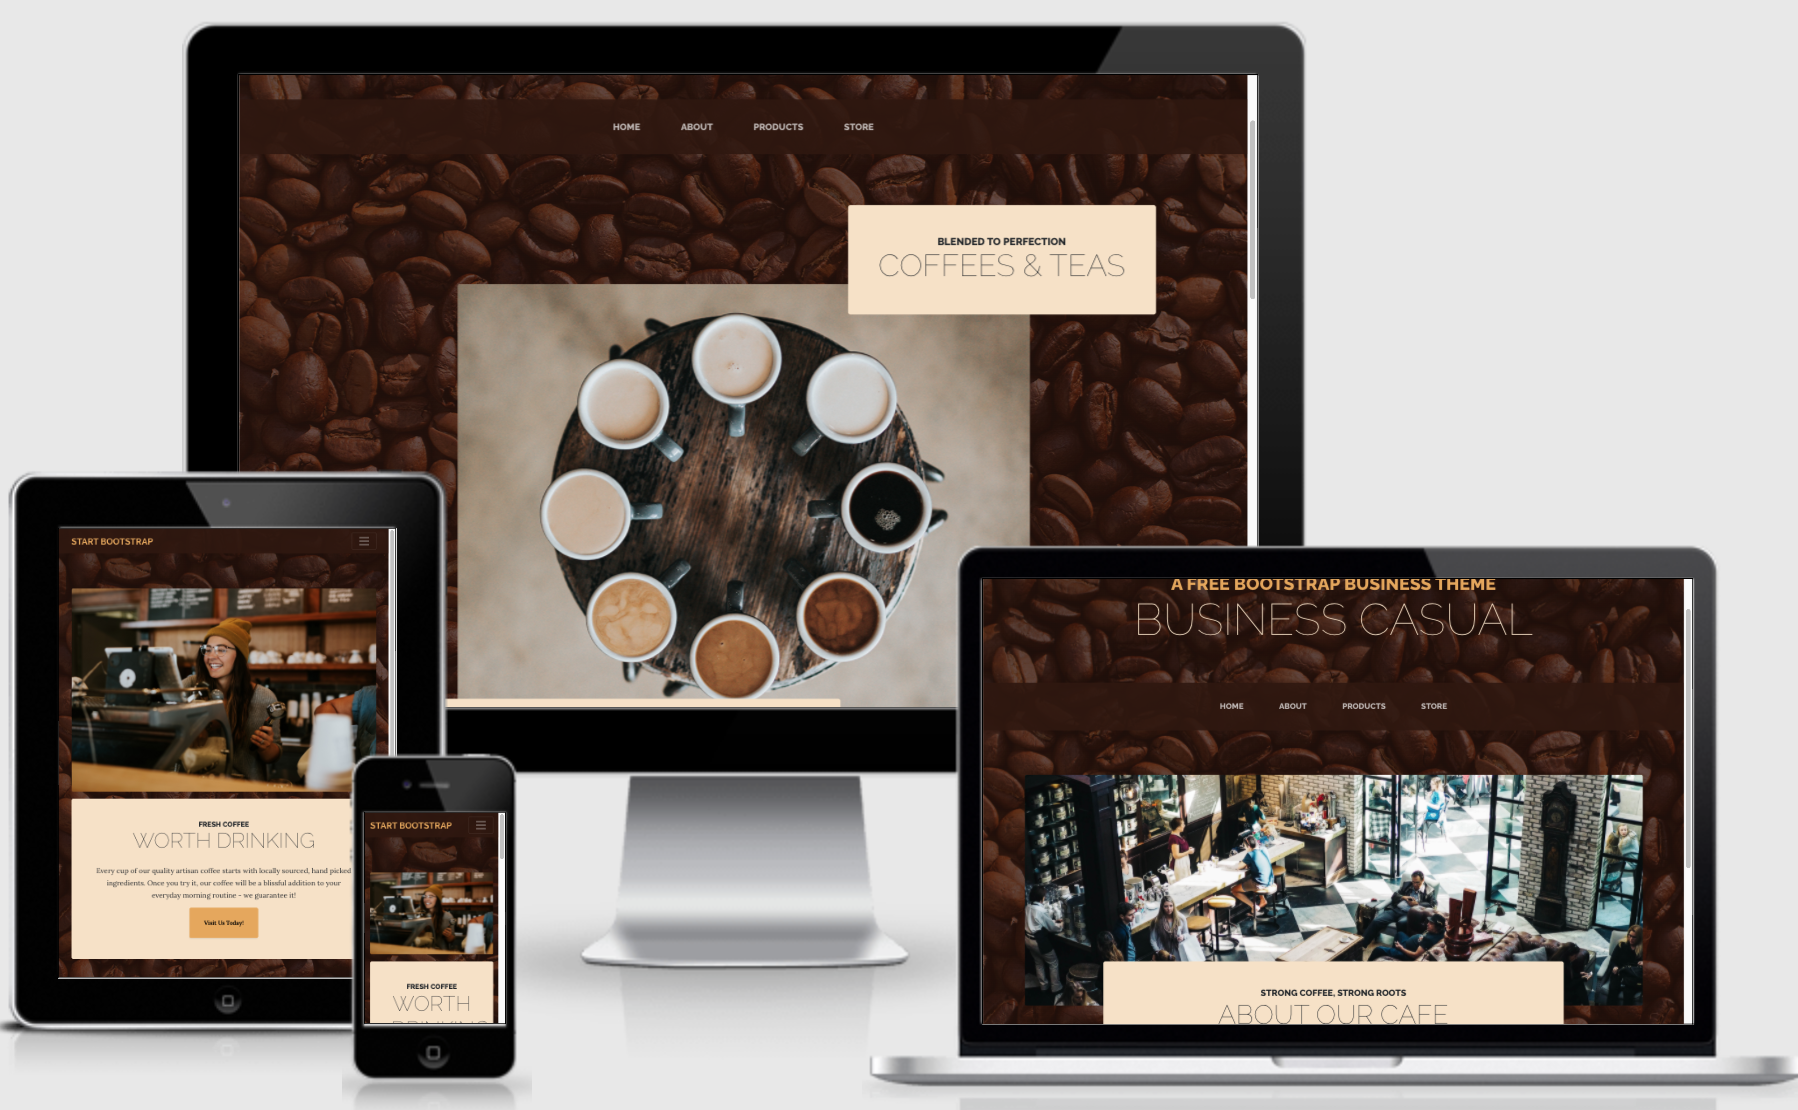 HOME ABOUT PRODUCTS STORE
BLENDED TO PERFECTION
COFFEES & TEAS
START BOOTSTRAP
FRESH COFFEE
WORTH DRINKING
Every cup of our quality artisan coffee starts with locally sourced, hand picked
ingredients. Once you try it, our coffee will be a blissful addition to your
everyday morning routine - we guarantee it!
Visit Us Today!
START BOOTSTRAP
FRESH COFFEE
WORTH
DRINKING
A FREE BOOTSTRAP BUSINESS THEME
BUSINESS CASUAL
HOME ABOUT PRODUCTS STORE
STRONG COFFEE, STRONG ROOTS
ABOUT OUR CAFE